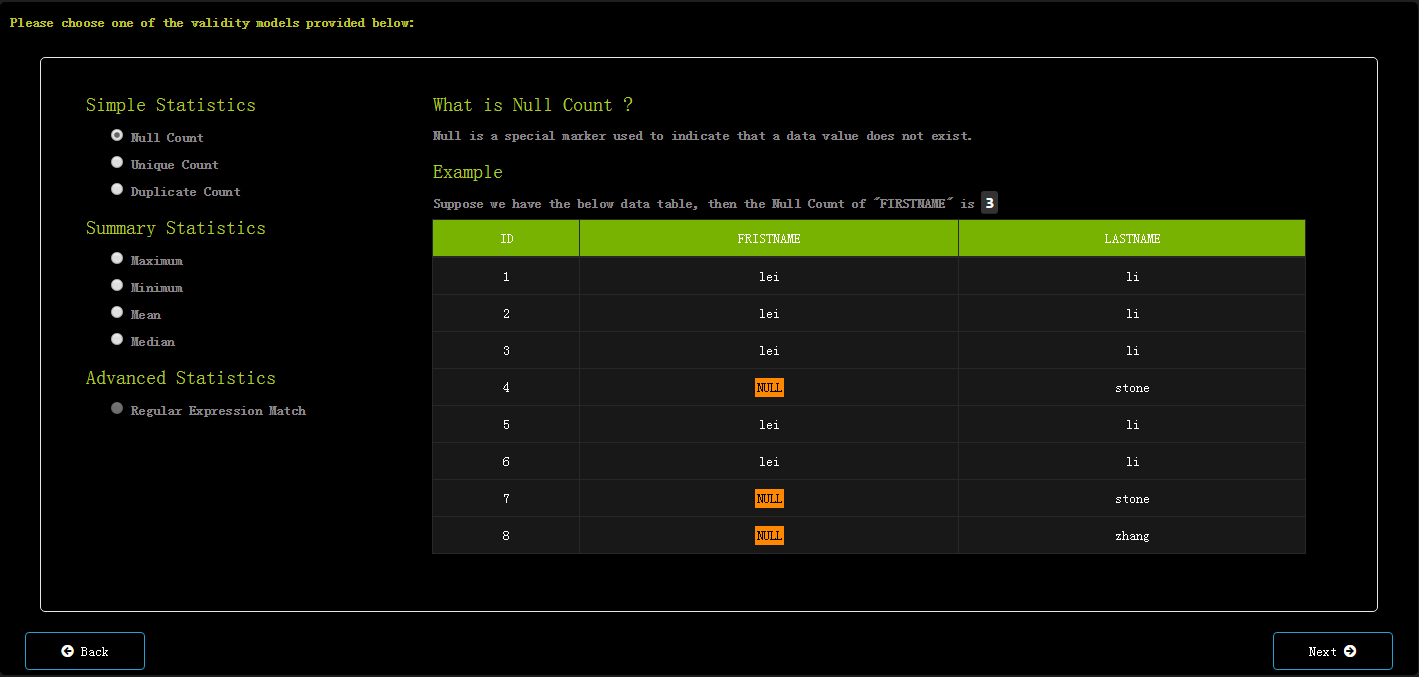 Please choose one of the validity models provided below:
Simple Statistics
Null Count
Unique Count
Duplicate Count
Summary Statistics
Maximum
Minimum
Mean
Median
Advanced Statistics
Regular Expression Match
What is Null Count ?
Null is a special marker used to indicate that a data value does not exist.
Example
Suppose we have the below data table, then the Null Count of "FIRSTNAME" is 3
ID FRISTNAME LASTNAME
1 lei li
2 lei li
3 lei li
4 NULL stone
5 lei li
6 lei li
7 NULL stone
8 NULL zhang
Back
Next